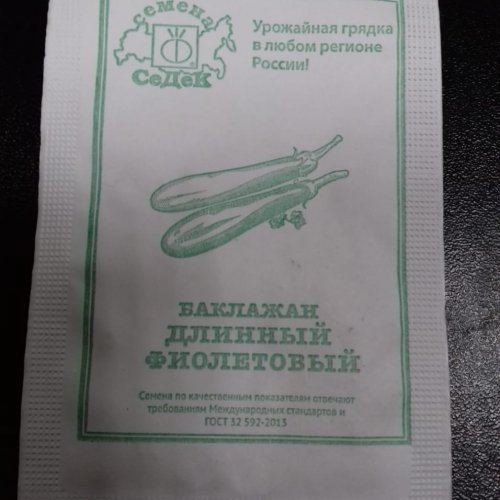 семена
СеДеК
Урожайная грядка
в любом регионе
России!
БАКЛАЖАН
ДЛИННЫЙ
ФИОЛЕТОВЫЙ
Семена по качественным показателям отвечают
требованиям Международных стандартов и
ГОСТ 32 592-2013